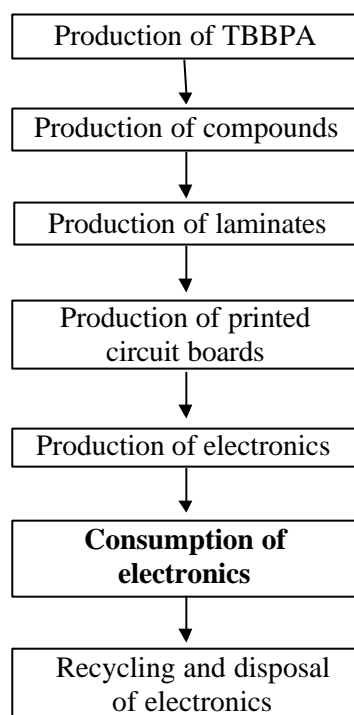 Production of TBBPA
Production of compounds
Production of laminates
Production of printed
circuit boards
Production of electronics
Consumption of
electronics
Recycling and disposal
of electronics